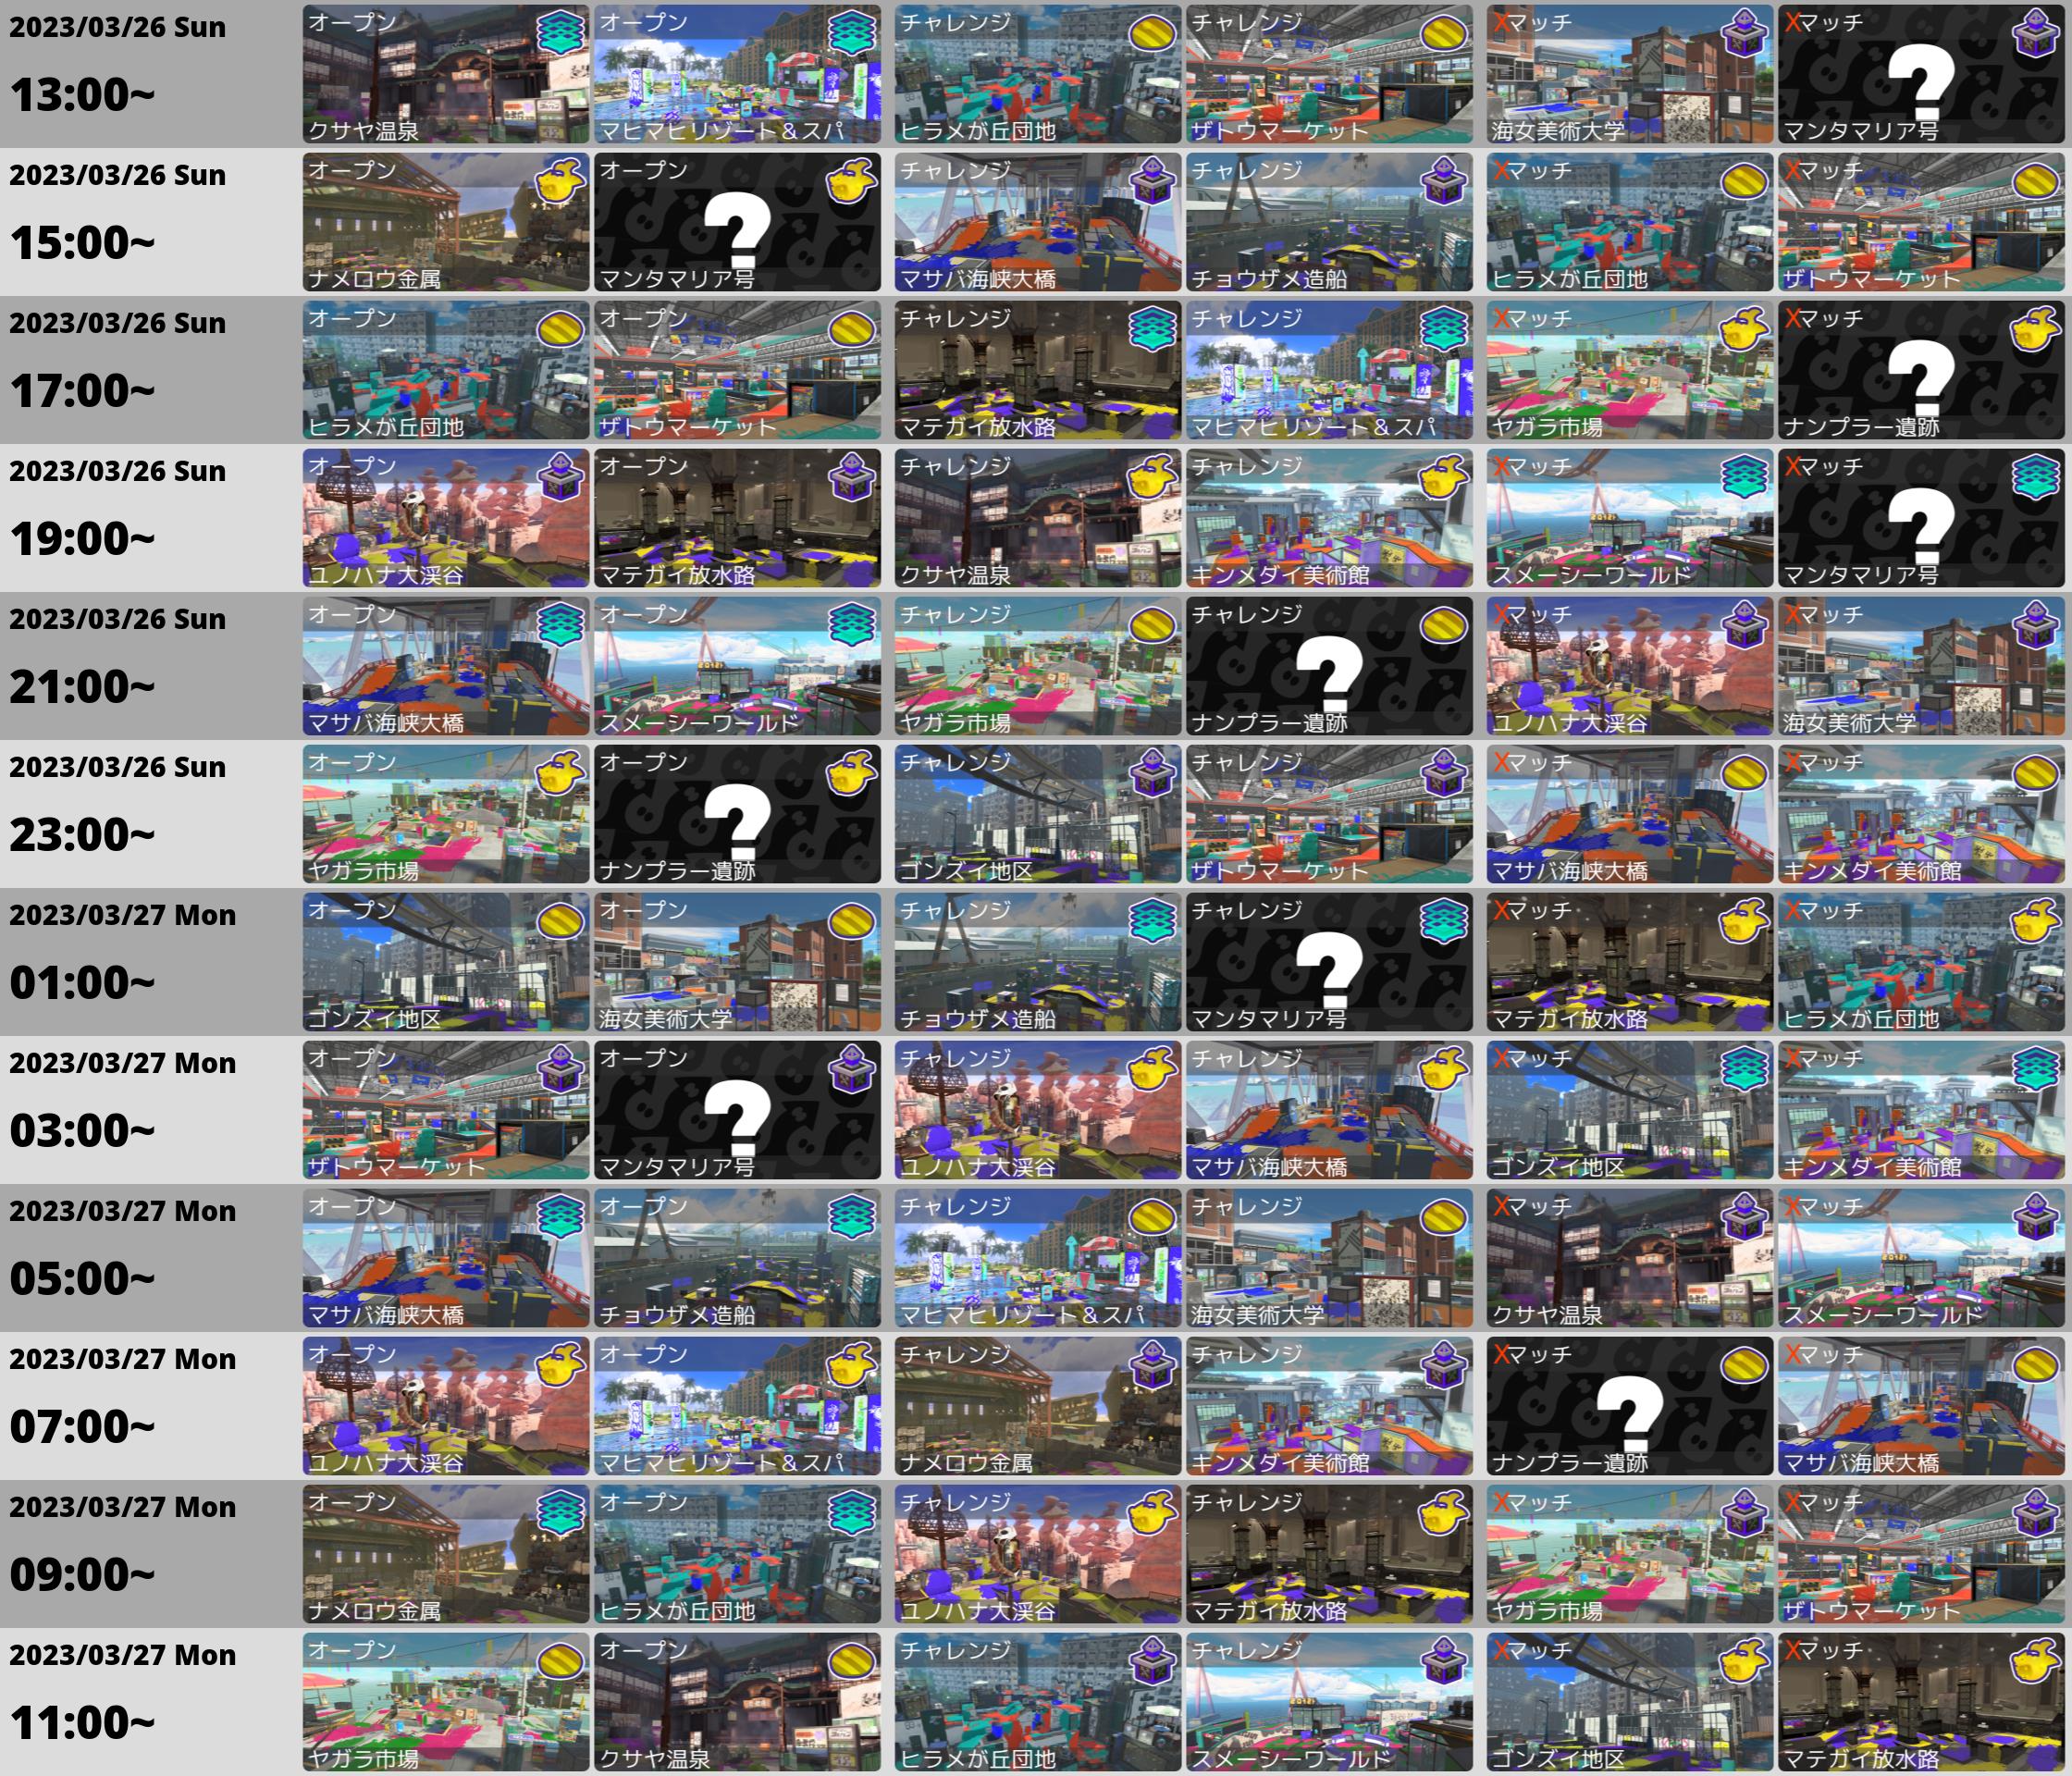 2023/03/26 Sun
13:00~
オープン オープン チャレンジ チャレンジ Xマッチ Xマッチ
クサヤ温泉 マヒマヒリゾート&スパ ヒラメが丘団地 ザトウマーケット 海女美術大学 マンタマリア号
2023/03/26 Sun
15:00~
オープン オープン チャレンジ チャレンジ Xマッチ Xマッチ
ナメロウ金属 マンタマリア号 マサバ海峡大橋 チョウザメ造船 ヒラメが丘団地 ザトウマーケット
2023/03/26 Sun
17:00~
オープン オープン チャレンジ チャレンジ Xマッチ Xマッチ
ヒラメが丘団地 ザトウマーケット マテガイ放水路 マヒマヒリゾート&スパ ヤガラ市場 ナンプラー遺跡
2023/03/26 Sun
19:00~
オープン オープン チャレンジ チャレンジ Xマッチ Xマッチ
ユノハナ大渓谷 マテガイ放水路 クサヤ温泉 キンメダイ美術館 スメーシーワールド マンタマリア号
2023/03/26 Sun
21:00~
オープン オープン チャレンジ チャレンジ Xマッチ Xマッチ
マサバ海峡大橋 スメーシーワールド ヤガラ市場 ナンプラー遺跡 ユノハナ大渓谷 海女美術大学
2023/03/26 Sun
23:00~
オープン オープン チャレンジ チャレンジ Xマッチ Xマッチ
ヤガラ市場 ナンプラー遺跡 ゴンズイ地区 ザトウマーケット マサバ海峡大橋 キンメダイ美術館
2023/03/27 Mon
01:00~
オープン オープン チャレンジ チャレンジ Xマッチ Xマッチ
ゴンズイ地区 海女美術大学 チョウザメ造船 マンタマリア号 マテガイ放水路 ヒラメが丘団地
2023/03/27 Mon
03:00~
オープン オープン チャレンジ チャレンジ Xマッチ Xマッチ
ザトウマーケット マンタマリア号 ユノハナ大渓谷 マサバ海峡大橋 ゴンズイ地区 キンメダイ美術館
2023/03/27 Mon
05:00~
オープン オープン チャレンジ チャレンジ Xマッチ Xマッチ
マサバ海峡大橋 チョウザメ造船 マヒマヒリゾート&スパ 海女美術大学 クサヤ温泉 スメーシーワールド
2023/03/27 Mon
07:00~
オープン オープン チャレンジ チャレンジ Xマッチ Xマッチ
ユノハナ大渓谷 マヒマヒリゾート&スパ ナメロウ金属 キンメダイ美術館 ナンプラー遺跡 マサバ海峡大橋
2023/03/27 Mon
09:00~
オープン オープン チャレンジ チャレンジ Xマッチ Xマッチ
ナメロウ金属 ヒラメが丘団地 ユノハナ大渓谷 マテガイ放水路 ヤガラ市場 ザトウマーケット
2023/03/27 Mon
11:00~
オープン オープン チャレンジ チャレンジ Xマッチ Xマッチ
ヤガラ市場 クサヤ温泉 ヒラメが丘団地 スメーシーワールド ゴンズイ地区 マテガイ放水路